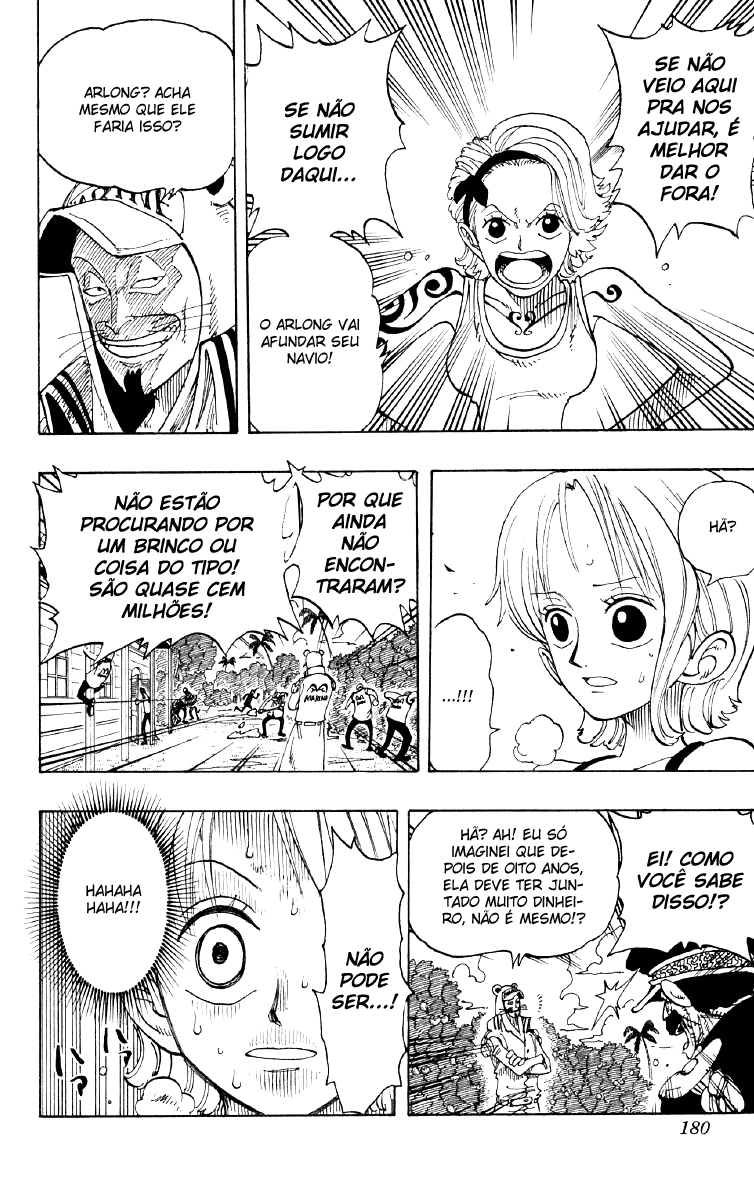 SE NÃO
VEIO AQUI
PRA NOS
AJUDAR, É
MELHOR
DAR O
FORA!
SE NÃO
SUMIR
LOGO
DAQUI...
O ARLONG VAI
AFUNDAR SEU
NAVIO!
ARLONG? ACHA
MESMO QUE ELE
FARIA ISSO?
HÃ?
...!!!
POR QUE
AINDA
NÃO
ENCON-
TRARAM?
NÃO ESTÃO
PROCURANDO POR
UM BRINCO OU
COISA DO TIPO!
SÃO QUASE CEM
MILHÕES!
MARINE
EI! COMO
VOCÊ SABE
DISSO!?
HÃ? AH! EU SÓ
IMAGINEI QUE DE-
POIS DE OITO ANOS,
ELA DEVE TER JUN-
TADO MUITO DINHEI-
RO, NÃO É MESMO!?
NÃO
PODE
SER...!
HAHAHA
HAHA!!!
180